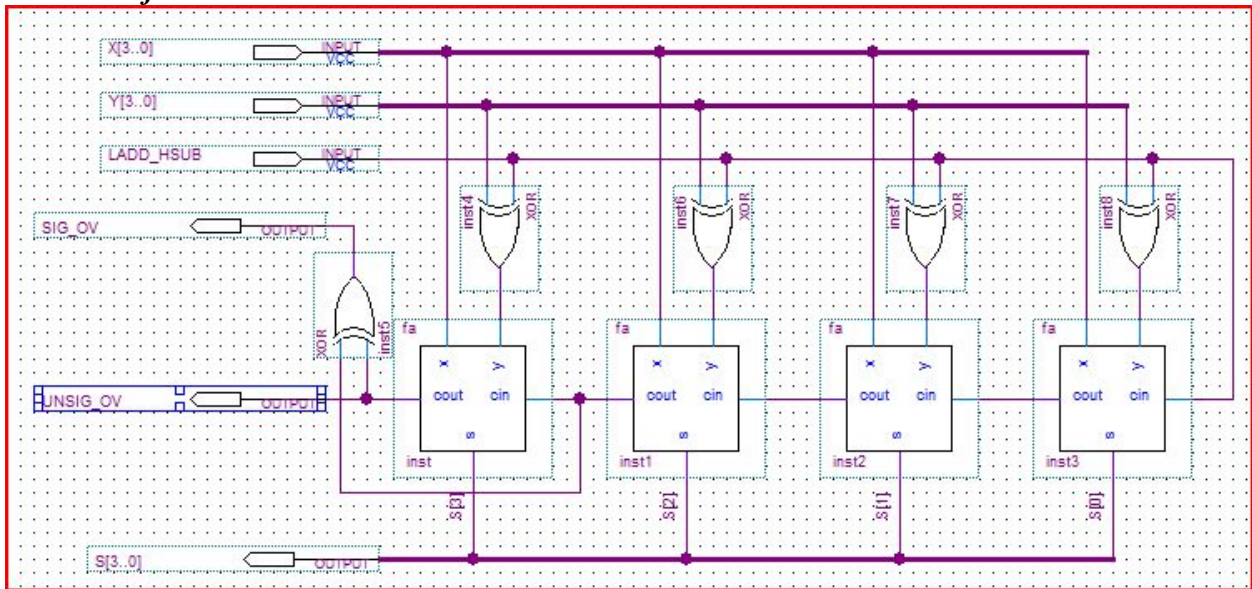 X[3..0] INPUT VCC
Y[3..0] INPUT VCC
LADD_HSUB INPUT VCC
inst4 XOR
inst6 XOR
inst7 XOR
inst8 XOR
SIG_OV OUTPUT
XOR inst5
fa
fa
fa
fa
x y
x y
x y
x y
UNSIG_OV OUTPUT
cout cin
cout cin
cout cin
cout cin
s
s
s
s
inst
inst1
inst2
inst3
S[3]
S[2]
S[1]
S[0]
S[3..0] OUTPUT